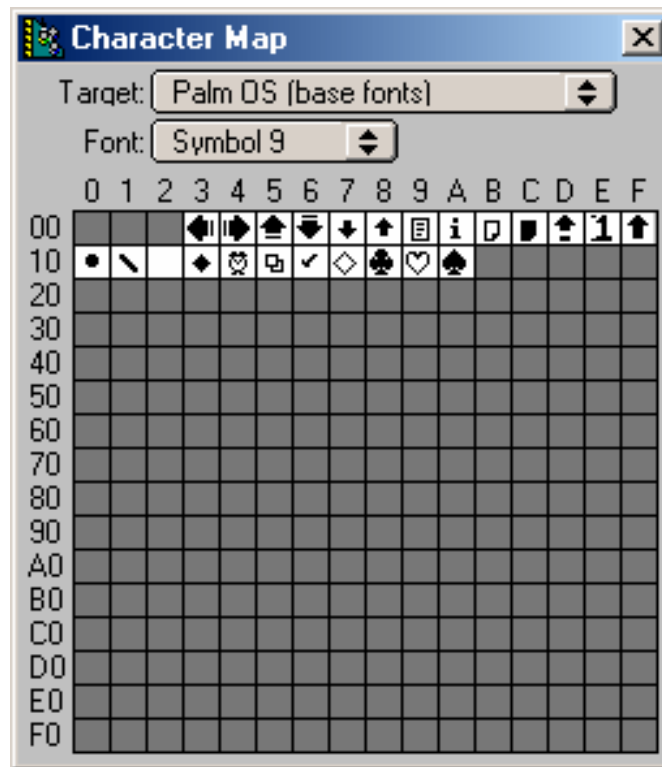 Character Map
Target: Palm OS (base fonts)
Font: Symbol 9
0 1 2 3 4 5 6 7 8 9 A B C D E F
00 i 1
10
20
30
40
50
60
70
80
90
A0
B0
C0
D0
E0
F0